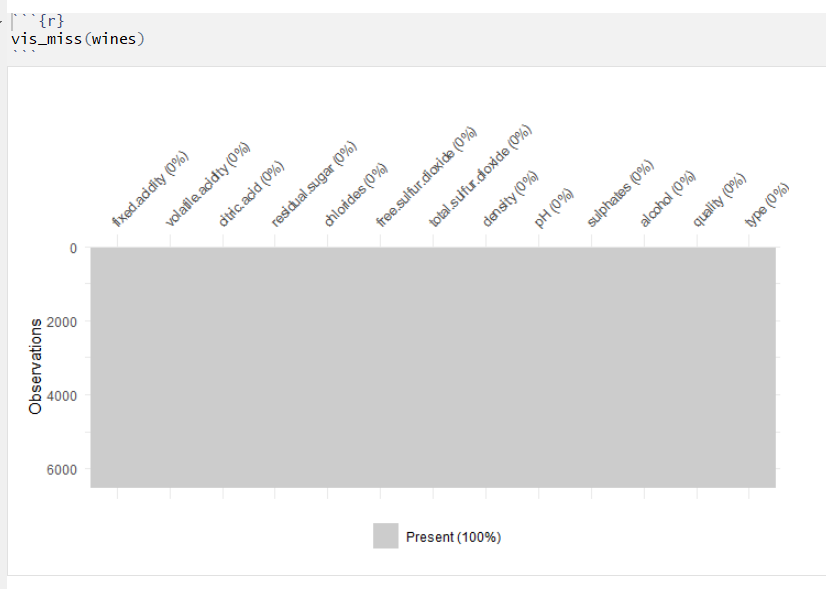 ```{r}
vis_miss(wines)
```
fixed.acidity (0%)
volatile.acidity (0%)
citric.acid (0%)
residual.sugar (0%)
chlorides (0%)
free.sulfur.dioxide (0%)
total.sulfur.dioxide (0%)
density (0%)
pH (0%)
sulphates (0%)
alcohol (0%)
quality (0%)
type (0%)
0
2000
4000
6000
Observations
Present (100%)